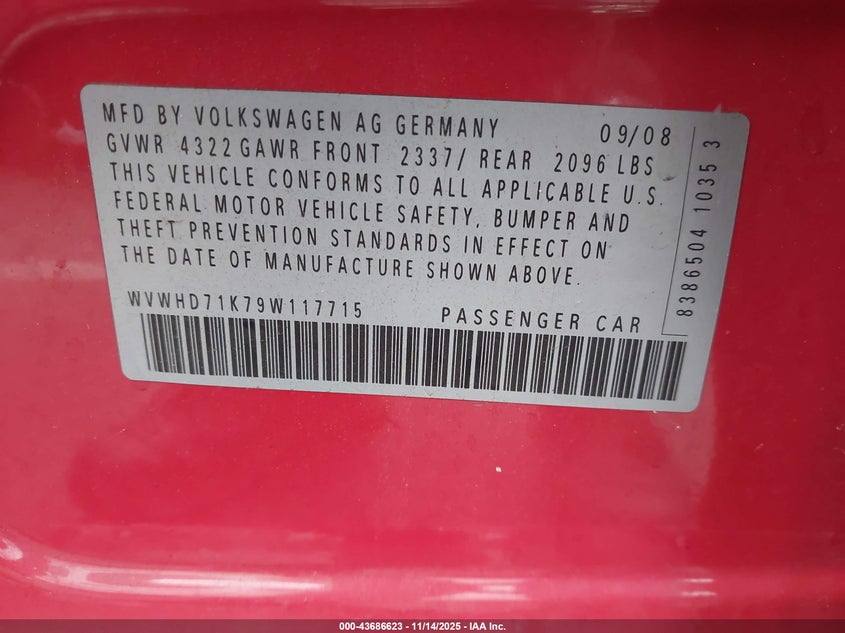 MFD BY VOLKSWAGEN AG GERMANY 09/08
GVWR 4322 GAWR FRONT 2337/ REAR 2096 LBS
THIS VEHICLE CONFORMS TO ALL APPLICABLE U.S.
FEDERAL MOTOR VEHICLE SAFETY, BUMPER AND
THEFT PREVENTION STANDARDS IN EFFECT ON
THE DATE OF MANUFACTURE SHOWN ABOVE.
WVWHD71K79W117715 PASSENGER CAR
8386504 1035 3
000-43686623 - 11/14/2025 - IAA Inc.